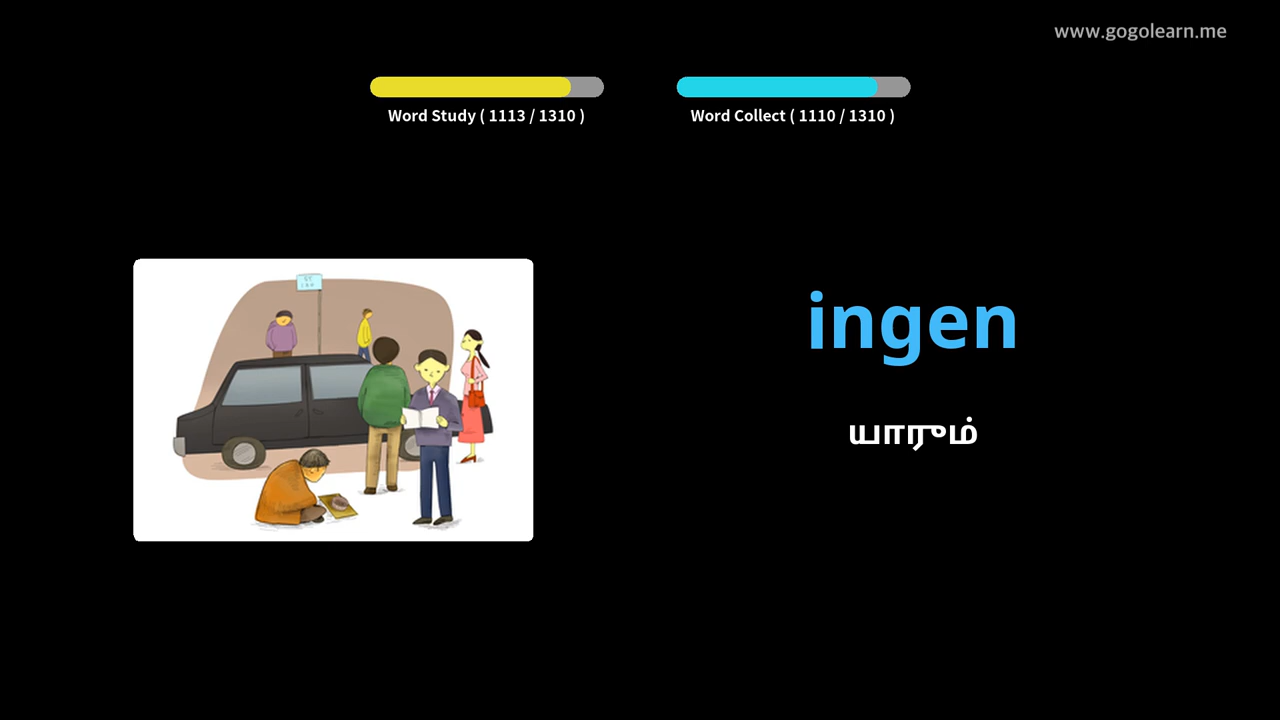 www.gogolearn.me
Word Study ( 1113 / 1310 )
Word Collect ( 1110 / 1310 )
ingen
யாரும்